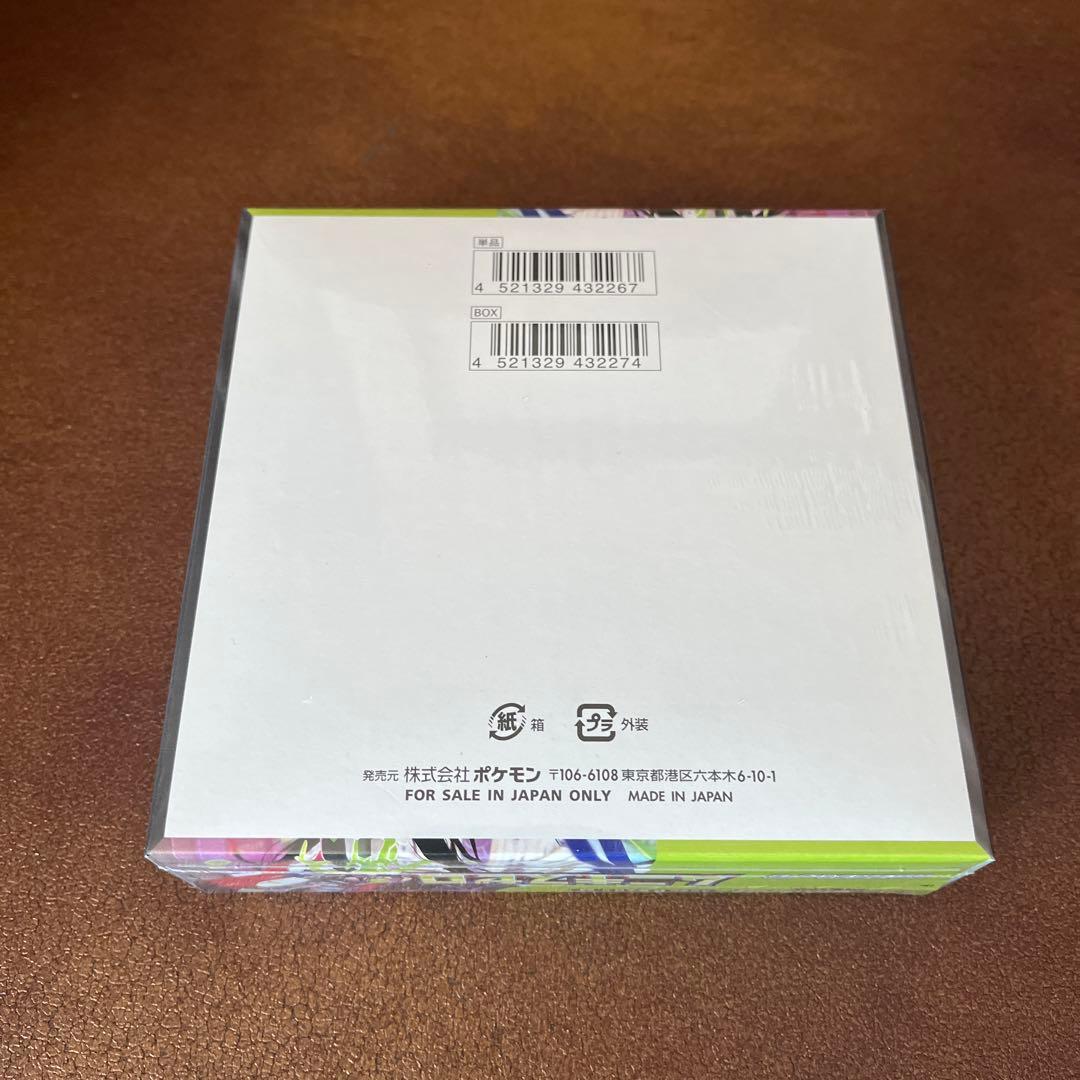 単品
4 521329 432267
BOX
4 521329 432274
紙 箱 プラ 外装
発売元 株式会社 ポケモン 〒106-6108 東京都港区六本木6-10-1
FOR SALE IN JAPAN ONLY MADE IN JAPAN